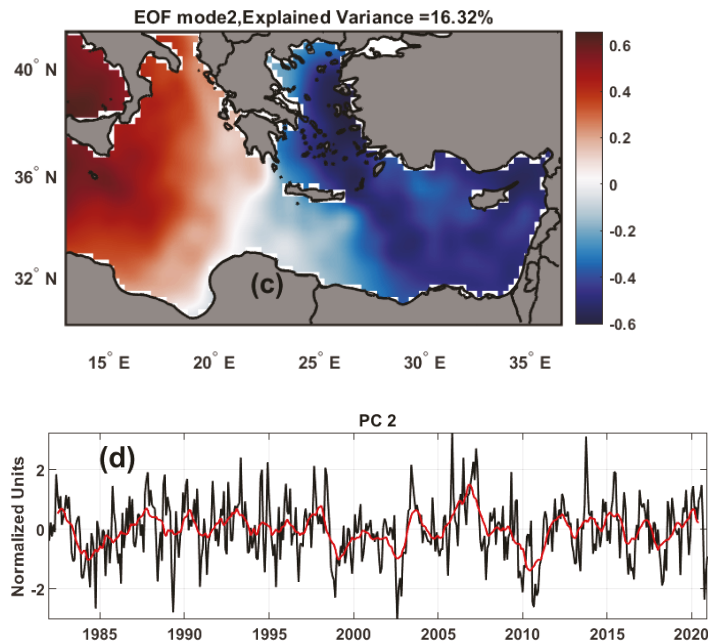 EOF mode2,Explained Variance =16.32%
40° N
36° N
32° N
(c)
15° E 20° E 25° E 30° E 35° E
0.6
0.4
0.2
0
-0.2
-0.4
-0.6
PC 2
(d)
Normalized Units
2
0
-2
1985 1990 1995 2000 2005 2010 2015 2020